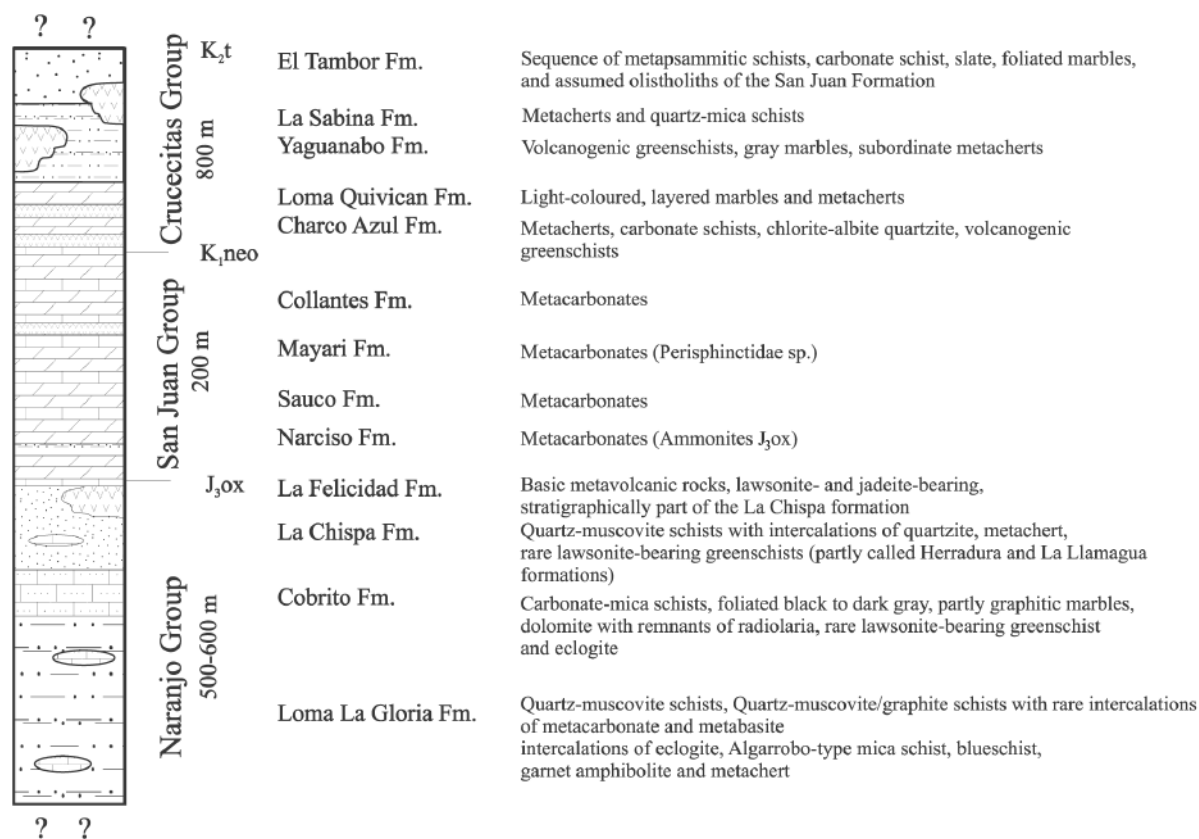 ? ?
K₂t
Crucecitas Group
800 m
El Tambor Fm.
Sequence of metapsammitic schists, carbonate schist, slate, foliated marbles,
and assumed olistholiths of the San Juan Formation
La Sabina Fm.
Metacherts and quartz-mica schists
Yaguanabo Fm.
Volcanogenic greenschists, gray marbles, subordinate metacherts
Loma Quivican Fm.
Light-coloured, layered marbles and metacherts
Charco Azul Fm.
Metacherts, carbonate schists, chlorite-albite quartzite, volcanogenic
greenschists
K₁neo
San Juan Group
200 m
Collantes Fm.
Metacarbonates
Mayari Fm.
Metacarbonates (Perisphinctidae sp.)
Sauco Fm.
Metacarbonates
Narciso Fm.
Metacarbonates (Ammonites J₃ox)
J₃ox
Naranjo Group
500-600 m
La Felicidad Fm.
Basic metavolcanic rocks, lawsonite- and jadeite-bearing,
stratigraphically part of the La Chispa formation
La Chispa Fm.
Quartz-muscovite schists with intercalations of quartzite, metachert,
rare lawsonite-bearing greenschists (partly called Herradura and La Llamagua
formations)
Cobrito Fm.
Carbonate-mica schists, foliated black to dark gray, partly graphitic marbles,
dolomite with remnants of radiolaria, rare lawsonite-bearing greenschist
and eclogite
Loma La Gloria Fm.
Quartz-muscovite schists, Quartz-muscovite/graphite schists with rare intercalations
of metacarbonate and metabasite
intercalations of eclogite, Algarrobo-type mica schist, blueschist,
garnet amphibolite and metachert
? ?